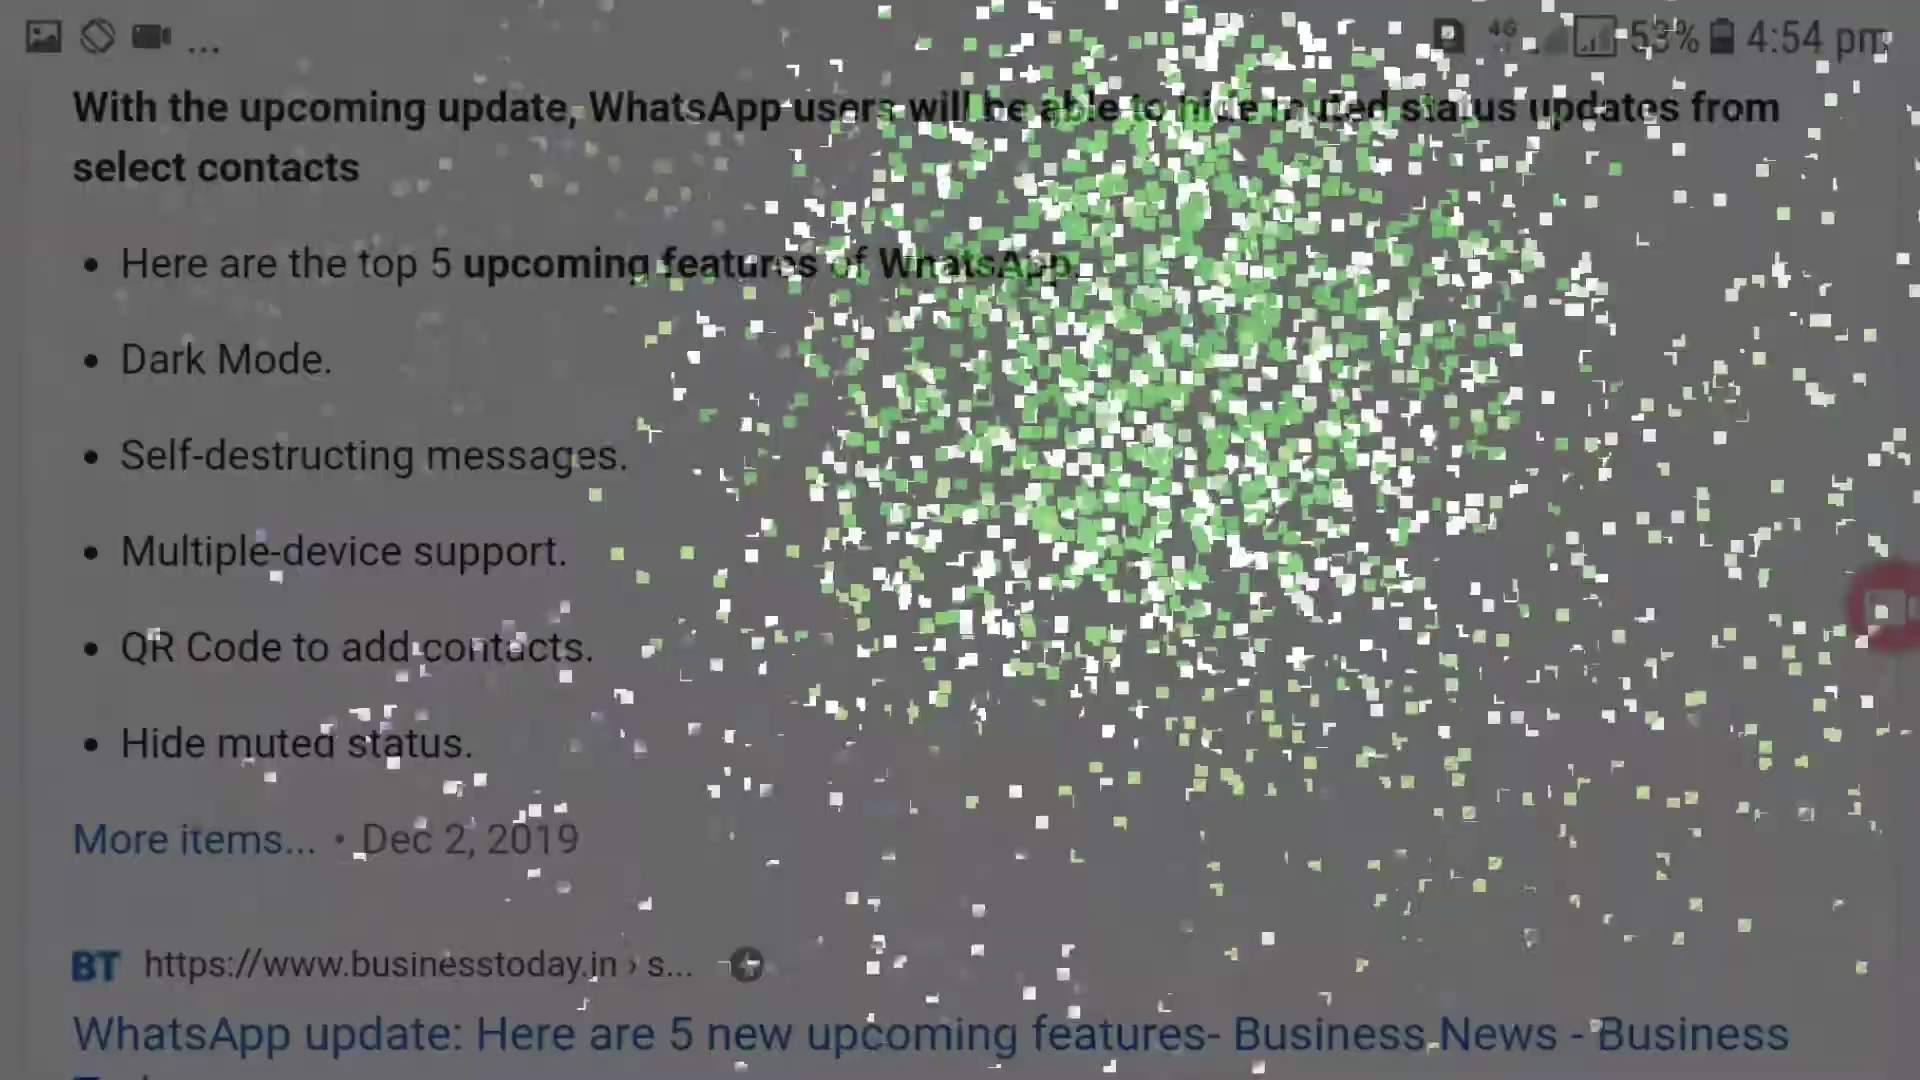 ... 4G 53% 4:54 pm
With the upcoming update, WhatsApp users will be able to hide muted status updates from
select contacts
• Here are the top 5 upcoming features of WhatsApp.
• Dark Mode.
• Self-destructing messages.
• Multiple-device support.
• QR Code to add contacts.
• Hide muted status.
More items... • Dec 2, 2019
BT https://www.businesstoday.in › s...
WhatsApp update: Here are 5 new upcoming features- Business News - Business